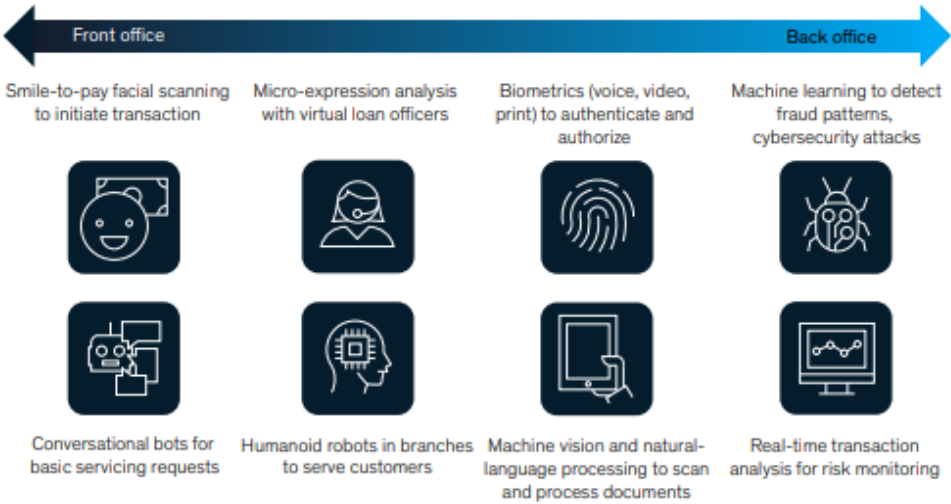 Front office
Back office
Smile-to-pay facial scanning
to initiate transaction
Micro-expression analysis
with virtual loan officers
Biometrics (voice, video,
print) to authenticate and
authorize
Machine learning to detect
fraud patterns,
cybersecurity attacks
Conversational bots for
basic servicing requests
Humanoid robots in branches
to serve customers
Machine vision and natural-
language processing to scan
and process documents
Real-time transaction
analysis for risk monitoring